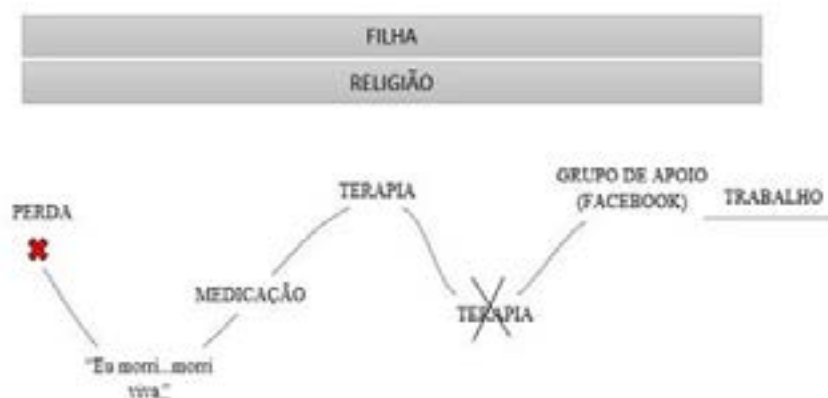 FILHA
RELIGIÃO
PERDA
"Eu morri...morri
viva."
MEDICAÇÃO
TERAPIA
TERAPIA
GRUPO DE APOIO
(FACEBOOK)
TRABALHO